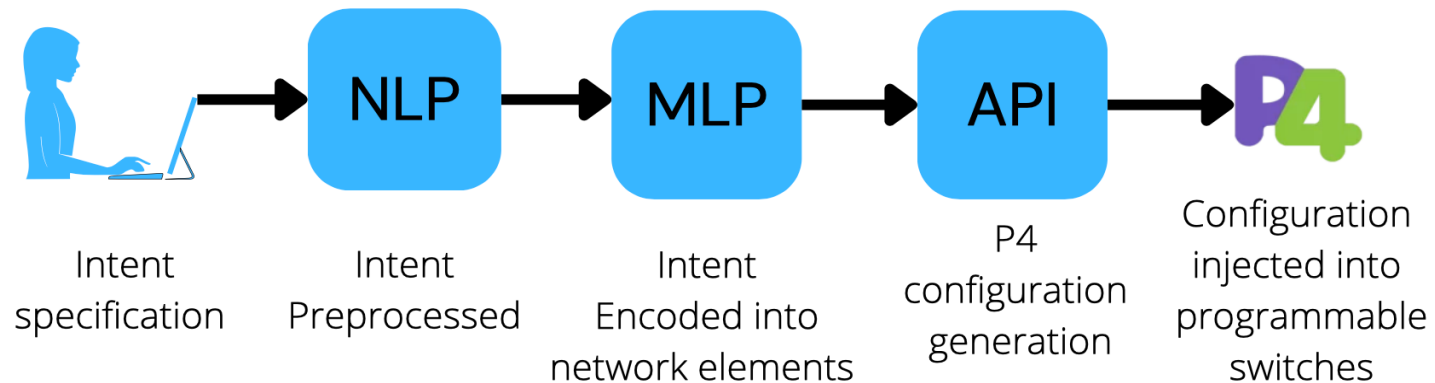 NLP
MLP
API
P4
Intent
specification
Intent
Preprocessed
Intent
Encoded into
network elements
P4
configuration
generation
Configuration
injected into
programmable
switches